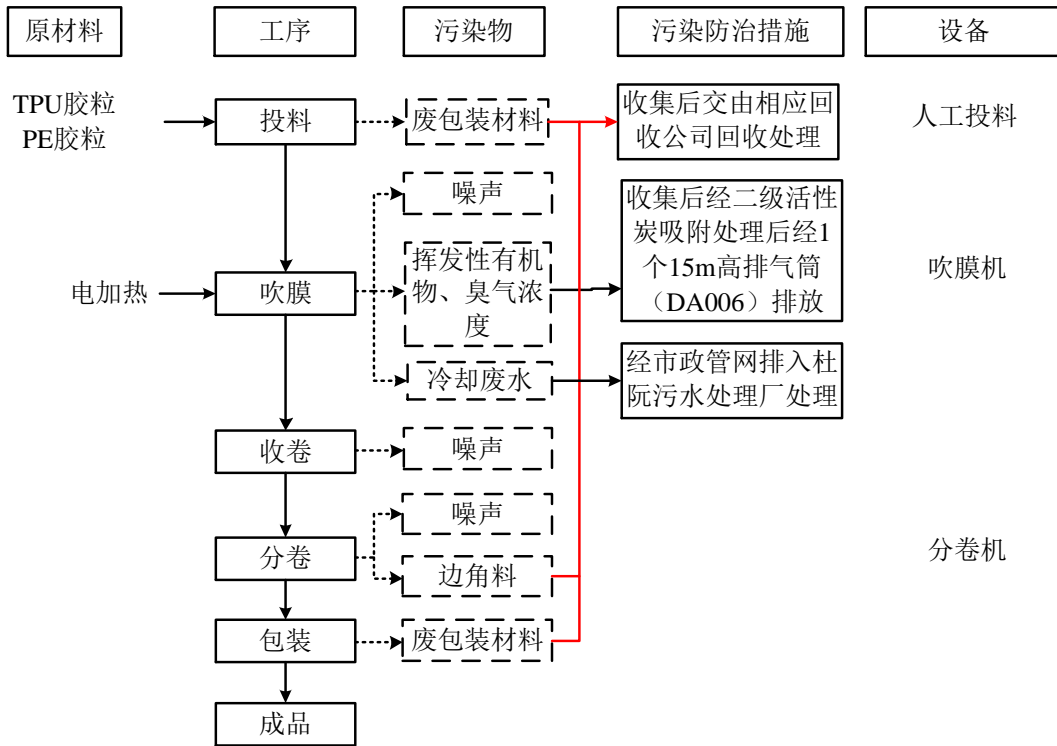 原材料
工序
污染物
污染防治措施
设备
TPU胶粒
PE胶粒
投料
废包装材料
收集后交由相应回
收公司回收处理
人工投料
噪声
电加热
吹膜
挥发性有机
物、臭气浓
度
收集后经二级活性
炭吸附处理后经1
个15m高排气筒
（DA006）排放
吹膜机
冷却废水
经市政管网排入杜
阮污水处理厂处理
收卷
噪声
噪声
分卷
边角料
分卷机
包装
废包装材料
成品